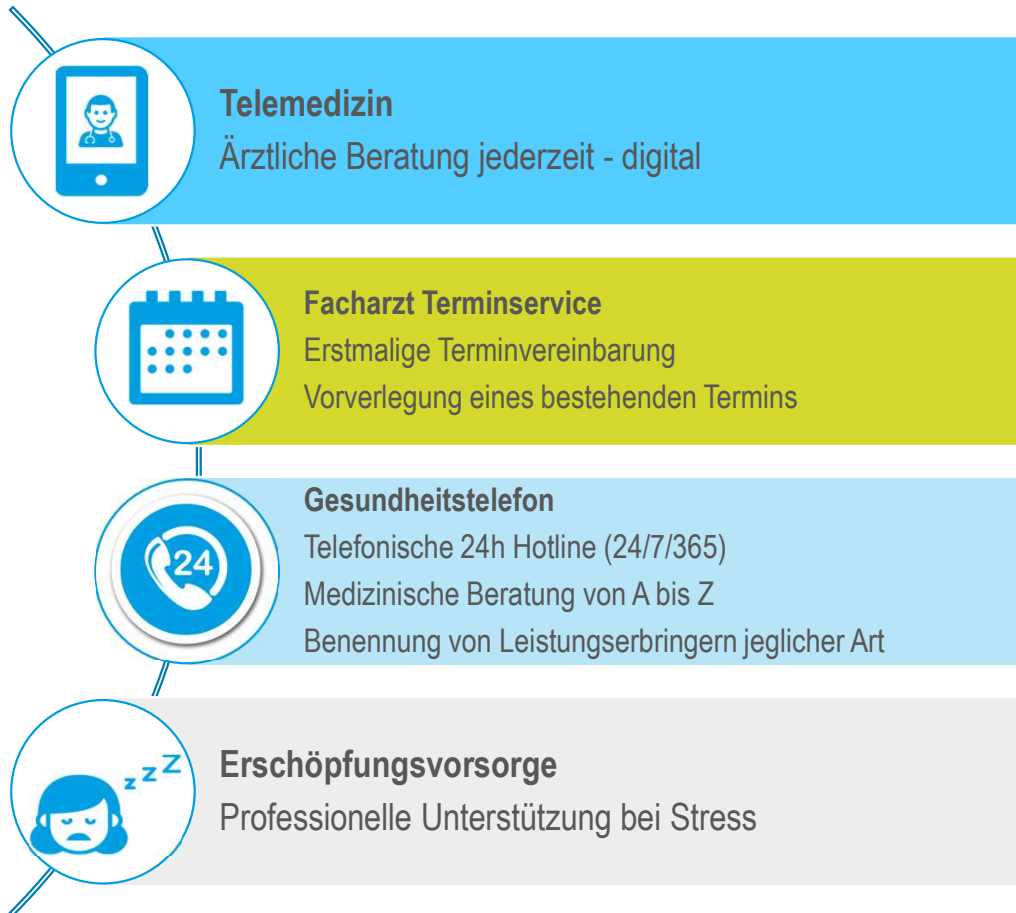 Telemedizin
Ärztliche Beratung jederzeit - digital
Facharzt Terminservice
Erstmalige Terminvereinbarung
Vorverlegung eines bestehenden Termins
24
Gesundheitstelefon
Telefonische 24h Hotline (24/7/365)
Medizinische Beratung von A bis Z
Benennung von Leistungserbringern jeglicher Art
z z Z
Erschöpfungsvorsorge
Professionelle Unterstützung bei Stress